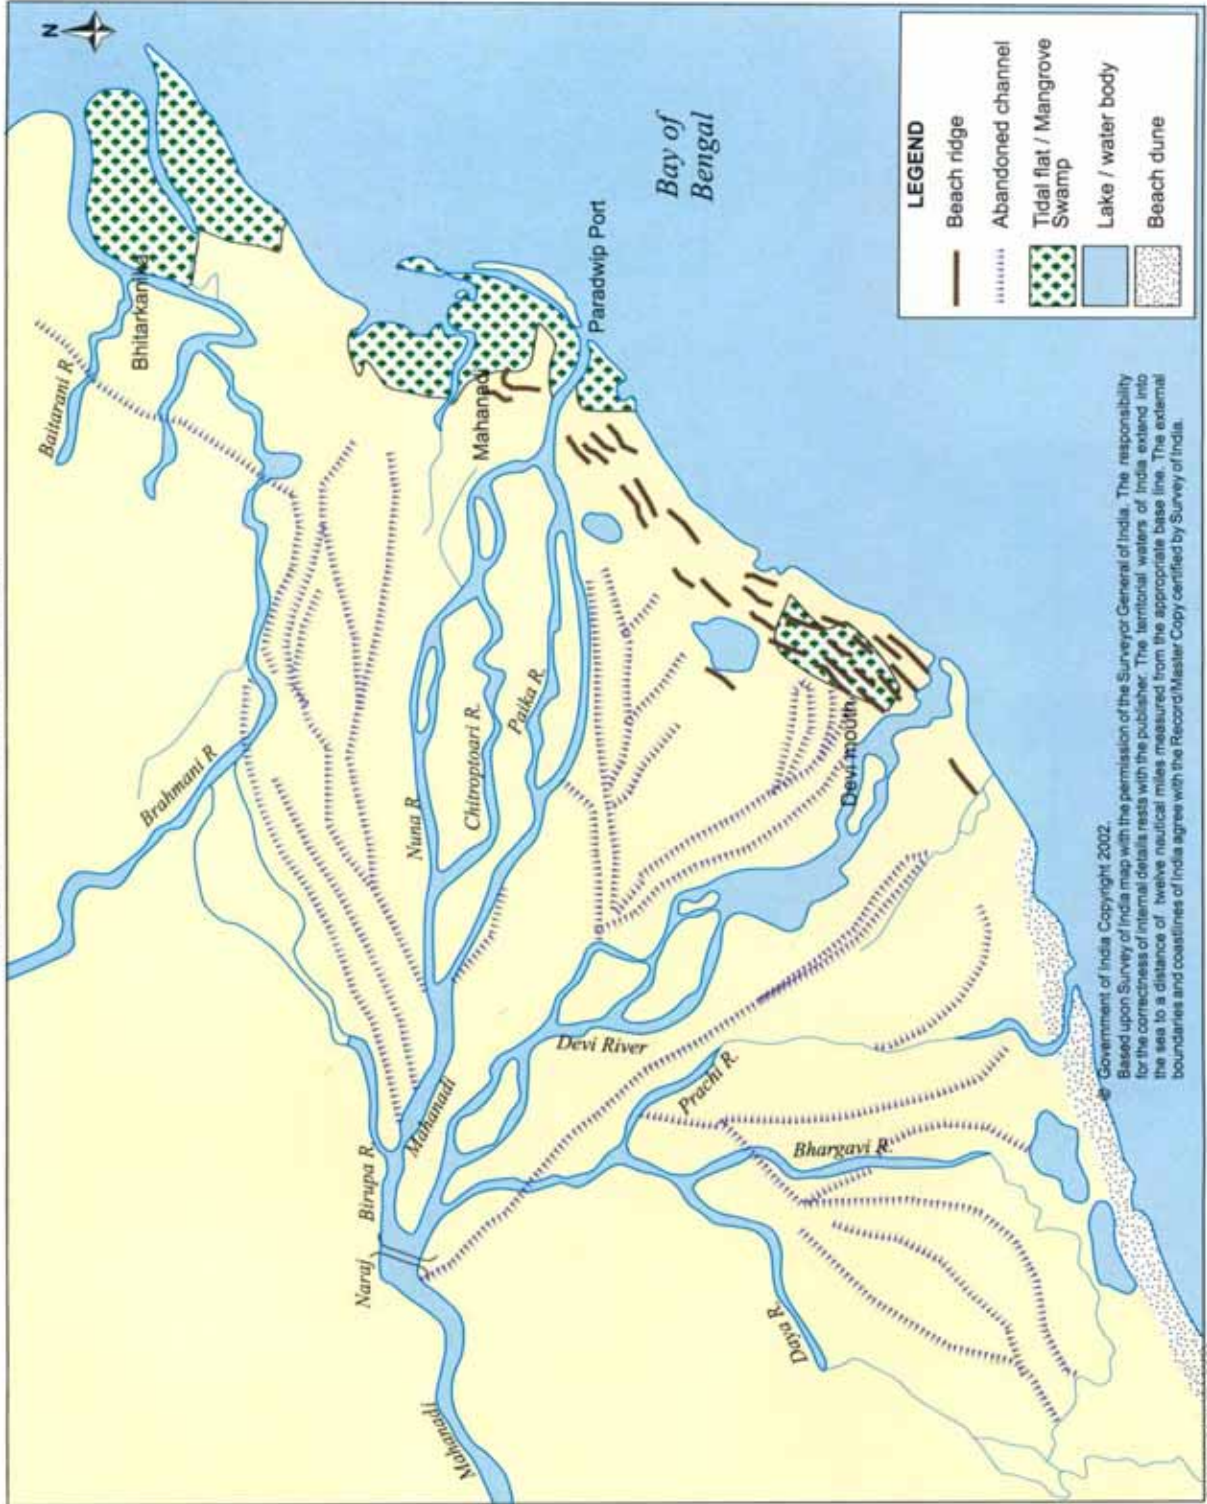 N
Baitarani R.
Bhitarkanika
Brahmani R
Mahanadi
Paradwip Port
Bay of
Bengal
Nuna R
Chitroptoari R.
Paika R.
Devi mouth
Birupa R.
Naraj
Mahanadi
Mahanadi
Devi River
Prachi R.
Bhargavi R.
Daya R.
LEGEND
Beach ridge
Abandoned channel
Tidal flat / Mangrove
Swamp
Lake / water body
Beach dune
© Government of India Copyright 2002.
Based upon Survey of India map with the permission of the Surveyor General of India. The responsibility
for the correctness of internal details rests with the publisher. The territorial waters of India extend into
the sea to a distance of twelve nautical miles measured from the appropriate base line. The external
boundaries and coastlines of India agree with the Record/Master Copy certified by Survey of India.